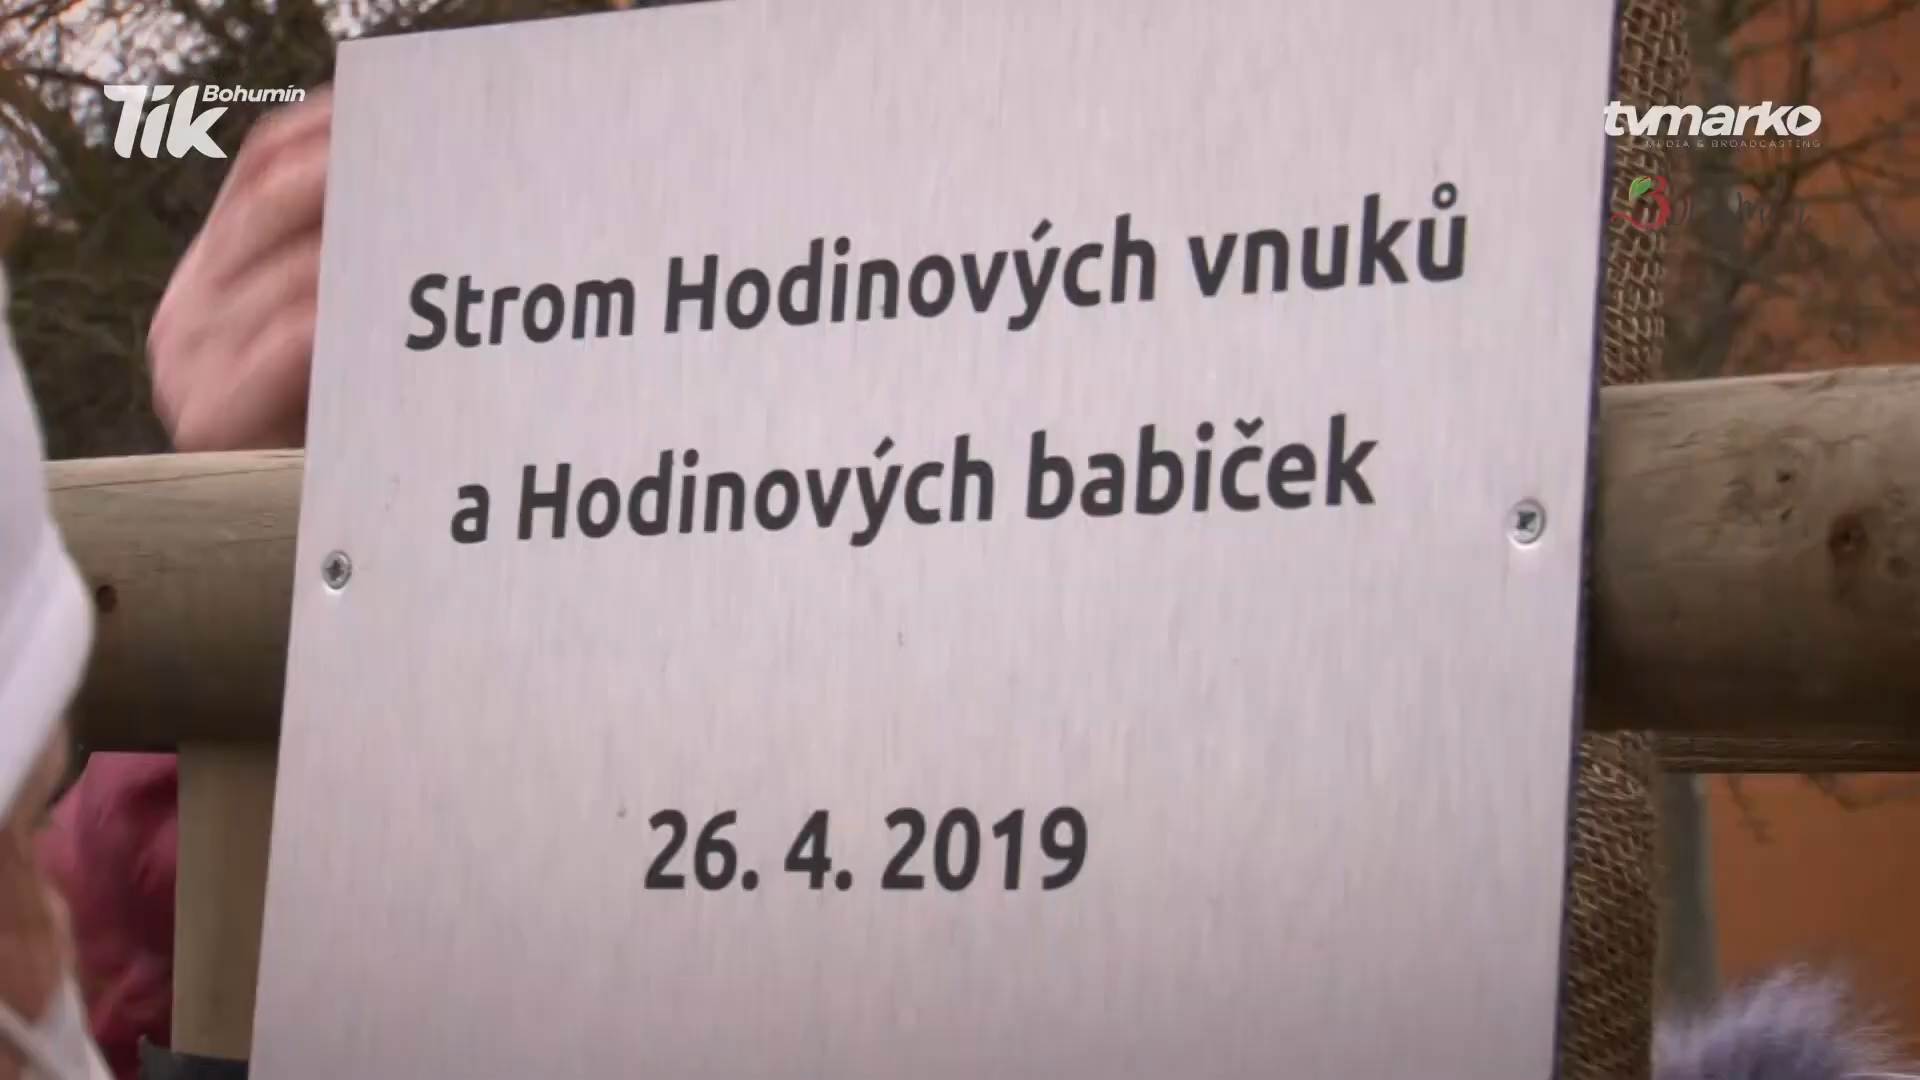 Tik Bohumín
tvmarko
MEDIA & BROADCASTING
Strom Hodinových vnuků
a Hodinových babiček
26. 4. 2019